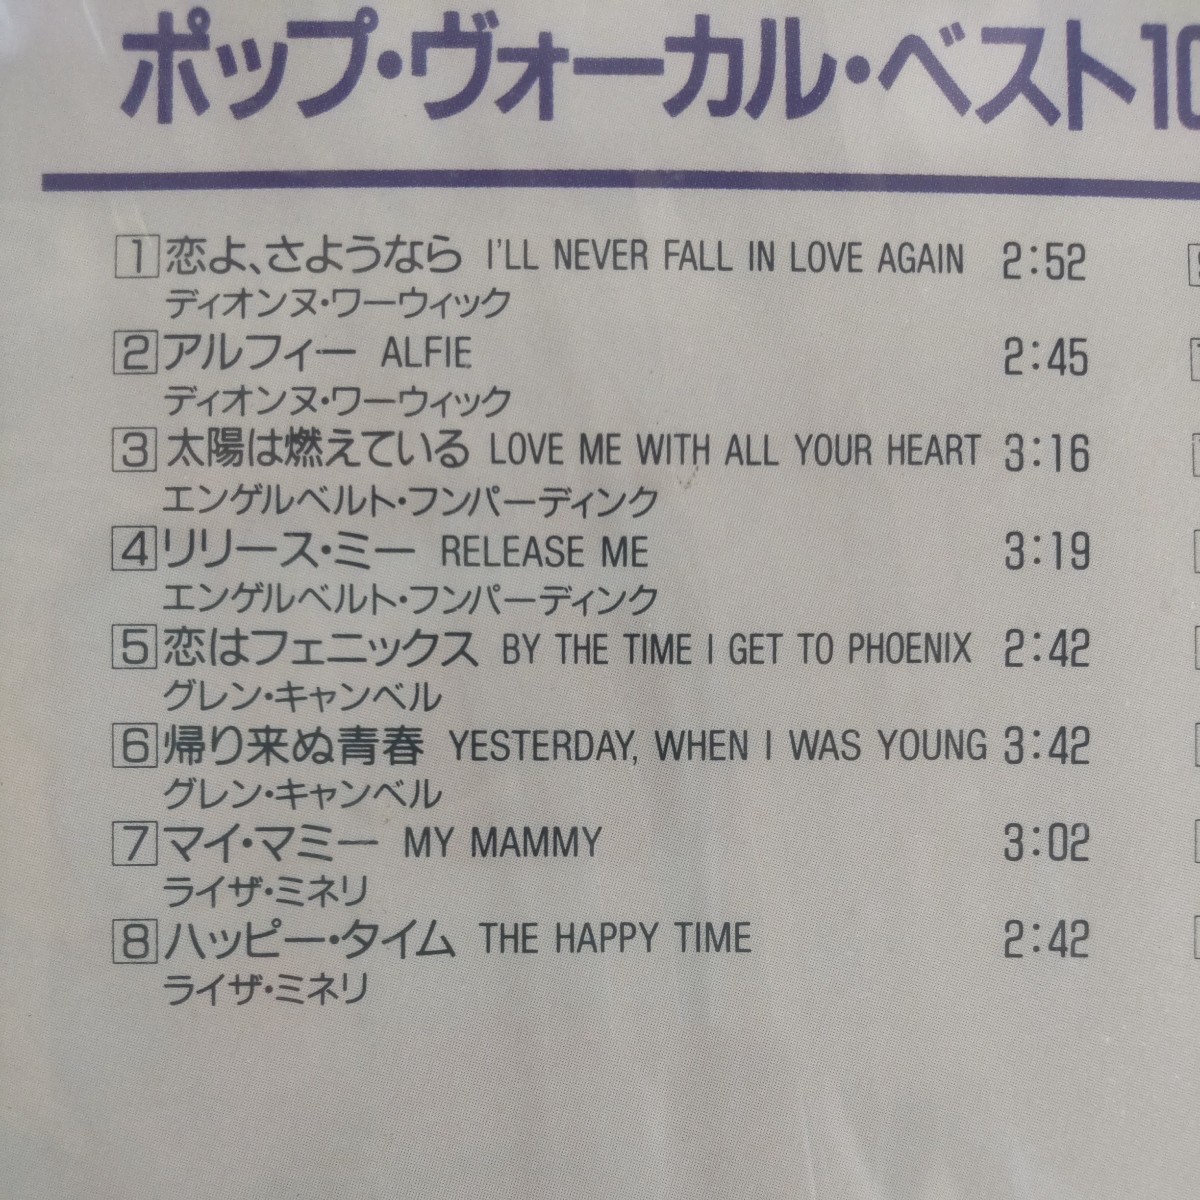 ポップ・ヴォーカル・ベスト10
1 恋よ、さようなら I'LL NEVER FALL IN LOVE AGAIN 2:52
ディオンヌ・ワーウィック
2 アルフィー ALFIE 2:45
ディオンヌ・ワーウィック
3 太陽は燃えている LOVE ME WITH ALL YOUR HEART 3:16
エンゲルベルト・フンパーディンク
4 リリース・ミー RELEASE ME 3:19
エンゲルベルト・フンパーディンク
5 恋はフェニックス BY THE TIME I GET TO PHOENIX 2:42
グレン・キャンベル
6 帰り来ぬ青春 YESTERDAY, WHEN I WAS YOUNG 3:42
グレン・キャンベル
7 マイ・マミー MY MAMMY 3:02
ライザ・ミネリ
8 ハッピー・タイム THE HAPPY TIME 2:42
ライザ・ミネリ